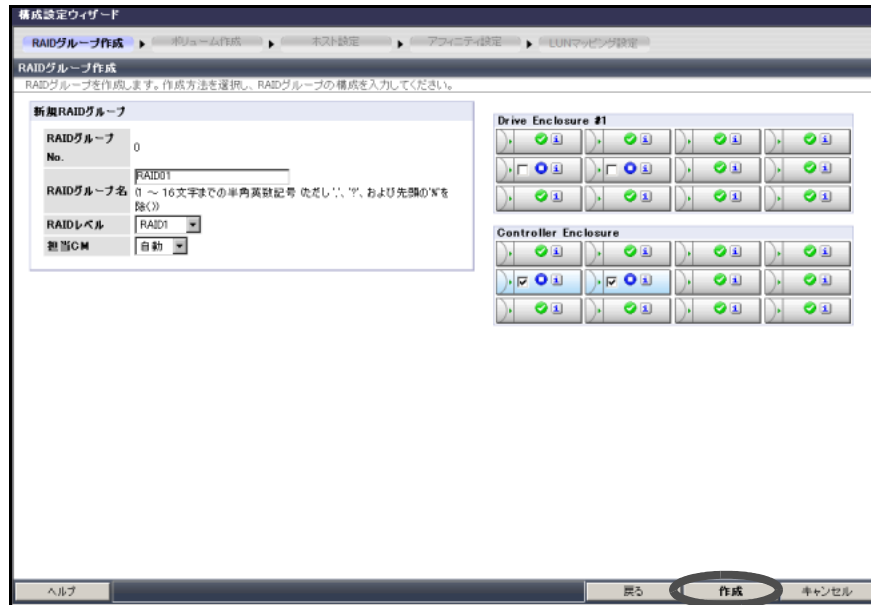 構成設定ウィザード
RAIDグループ作成 ボリューム作成 ホスト設定 アフィニティ設定 LUNマッピング設定
RAIDグループ作成
RAIDグループを作成します。作成方法を選択し、RAIDグループの構成を入力してください。
新規RAIDグループ
RAIDグループ
No.
0
RAIDグループ名
RAID01
(1 ～ 16文字までの半角英数記号 (ただし','、'?'、および先頭の'%'を
除く))
RAIDレベル RAID1
担当CM 自動
Drive Enclosure #1
Controller Enclosure
ヘルプ 戻る 作成 キャンセル